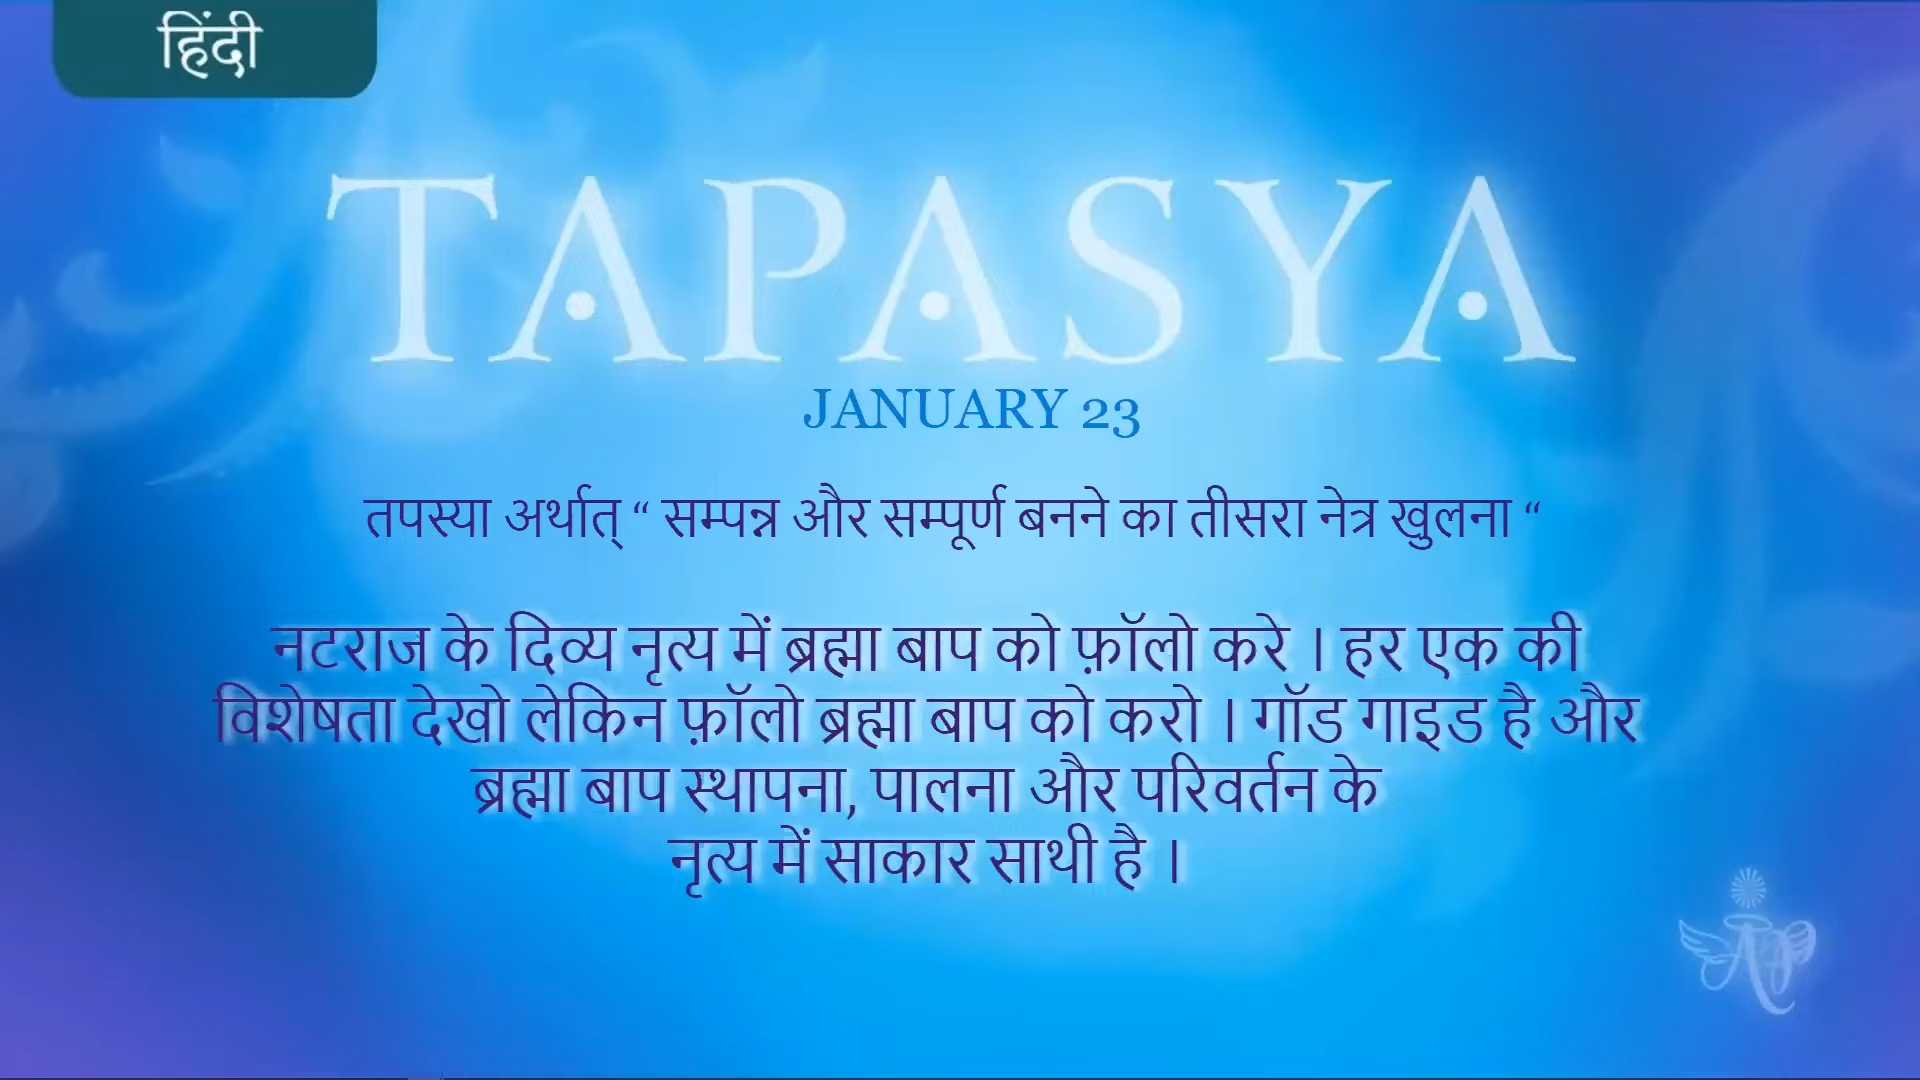 हिंदी
TAPASYA
JANUARY 23
तपस्या अर्थात् “ सम्पन्न और सम्पूर्ण बनने का तीसरा नेत्र खुलना “
नटराज के दिव्य नृत्य में ब्रह्मा बाप को फ़ॉलो करे । हर एक की
विशेषता देखो लेकिन फ़ॉलो ब्रह्मा बाप को करो । गॉड गाइड है और
ब्रह्मा बाप स्थापना, पालना और परिवर्तन के
नृत्य में साकार साथी है ।